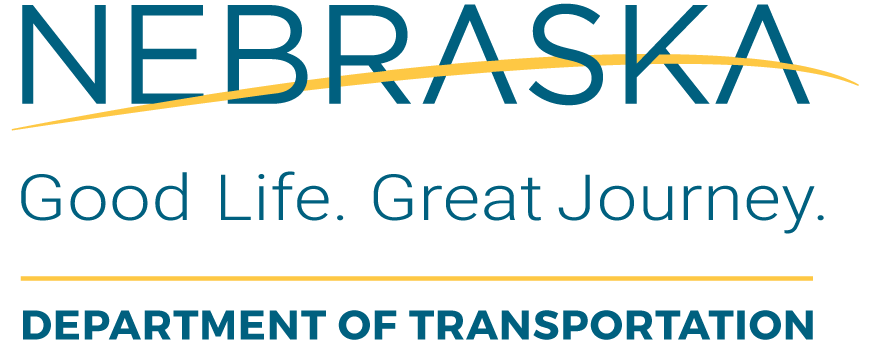 NEBRASKA
Good Life. Great Journey.
DEPARTMENT OF TRANSPORTATION